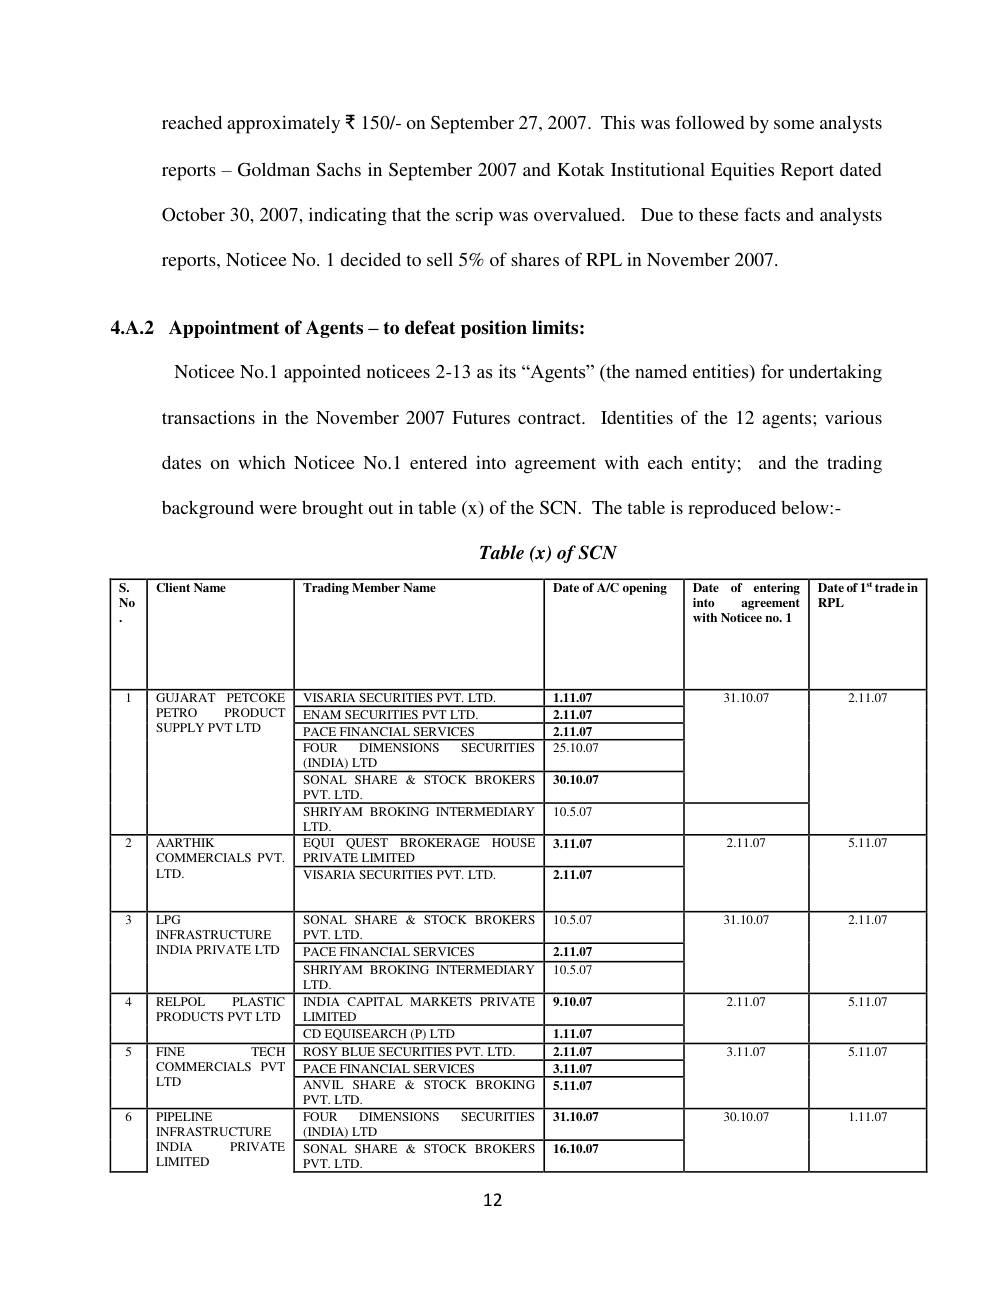 reached approximately ₹ 150/- on September 27, 2007. This was followed by some analysts
reports – Goldman Sachs in September 2007 and Kotak Institutional Equities Report dated
October 30, 2007, indicating that the scrip was overvalued. Due to these facts and analysts
reports, Noticee No. 1 decided to sell 5% of shares of RPL in November 2007.
4.A.2 Appointment of Agents – to defeat position limits:
Noticee No.1 appointed noticees 2-13 as its “Agents” (the named entities) for undertaking
transactions in the November 2007 Futures contract. Identities of the 12 agents; various
dates on which Noticee No.1 entered into agreement with each entity; and the trading
background were brought out in table (x) of the SCN. The table is reproduced below:-
Table (x) of SCN
S. No . Client Name Trading Member Name Date of A/C opening Date of entering into agreement with Noticee no. 1 Date of 1st trade in RPL
1 GUJARAT PETCOKE PETRO PRODUCT SUPPLY PVT LTD VISARIA SECURITIES PVT. LTD. 1.11.07 31.10.07 2.11.07
ENAM SECURITIES PVT LTD. 2.11.07
PACE FINANCIAL SERVICES 2.11.07
FOUR DIMENSIONS SECURITIES (INDIA) LTD 25.10.07
SONAL SHARE & STOCK BROKERS PVT. LTD. 30.10.07
SHRIYAM BROKING INTERMEDIARY LTD. 10.5.07
2 AARTHIK COMMERCIALS PVT. LTD. EQUI QUEST BROKERAGE HOUSE PRIVATE LIMITED 3.11.07 2.11.07 5.11.07
VISARIA SECURITIES PVT. LTD. 2.11.07
3 LPG INFRASTRUCTURE INDIA PRIVATE LTD SONAL SHARE & STOCK BROKERS PVT. LTD. 10.5.07 31.10.07 2.11.07
PACE FINANCIAL SERVICES 2.11.07
SHRIYAM BROKING INTERMEDIARY LTD. 10.5.07
4 RELPOL PLASTIC PRODUCTS PVT LTD INDIA CAPITAL MARKETS PRIVATE LIMITED 9.10.07 2.11.07 5.11.07
CD EQUISEARCH (P) LTD 1.11.07
5 FINE TECH COMMERCIALS PVT LTD ROSY BLUE SECURITIES PVT. LTD. 2.11.07 3.11.07 5.11.07
PACE FINANCIAL SERVICES 3.11.07
ANVIL SHARE & STOCK BROKING PVT. LTD. 5.11.07
6 PIPELINE INFRASTRUCTURE INDIA PRIVATE LIMITED FOUR DIMENSIONS SECURITIES (INDIA) LTD 31.10.07 30.10.07 1.11.07
SONAL SHARE & STOCK BROKERS PVT. LTD. 16.10.07
12